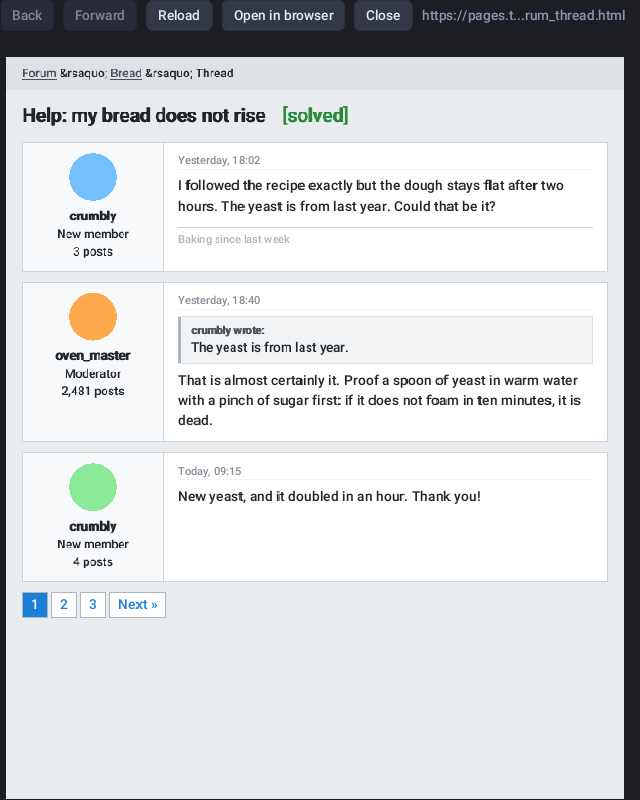 Back Forward Reload Open in browser Close https://pages.t...rum_thread.html
Forum &rsaquo; Bread &rsaquo; Thread
Help: my bread does not rise [solved]
crumbly
New member
3 posts
Yesterday, 18:02
I followed the recipe exactly but the dough stays flat after two
hours. The yeast is from last year. Could that be it?
Baking since last week
oven_master
Moderator
2,481 posts
Yesterday, 18:40
crumbly wrote:
The yeast is from last year.
That is almost certainly it. Proof a spoon of yeast in warm water
with a pinch of sugar first: if it does not foam in ten minutes, it is
dead.
crumbly
New member
4 posts
Today, 09:15
New yeast, and it doubled in an hour. Thank you!
1 2 3 Next »